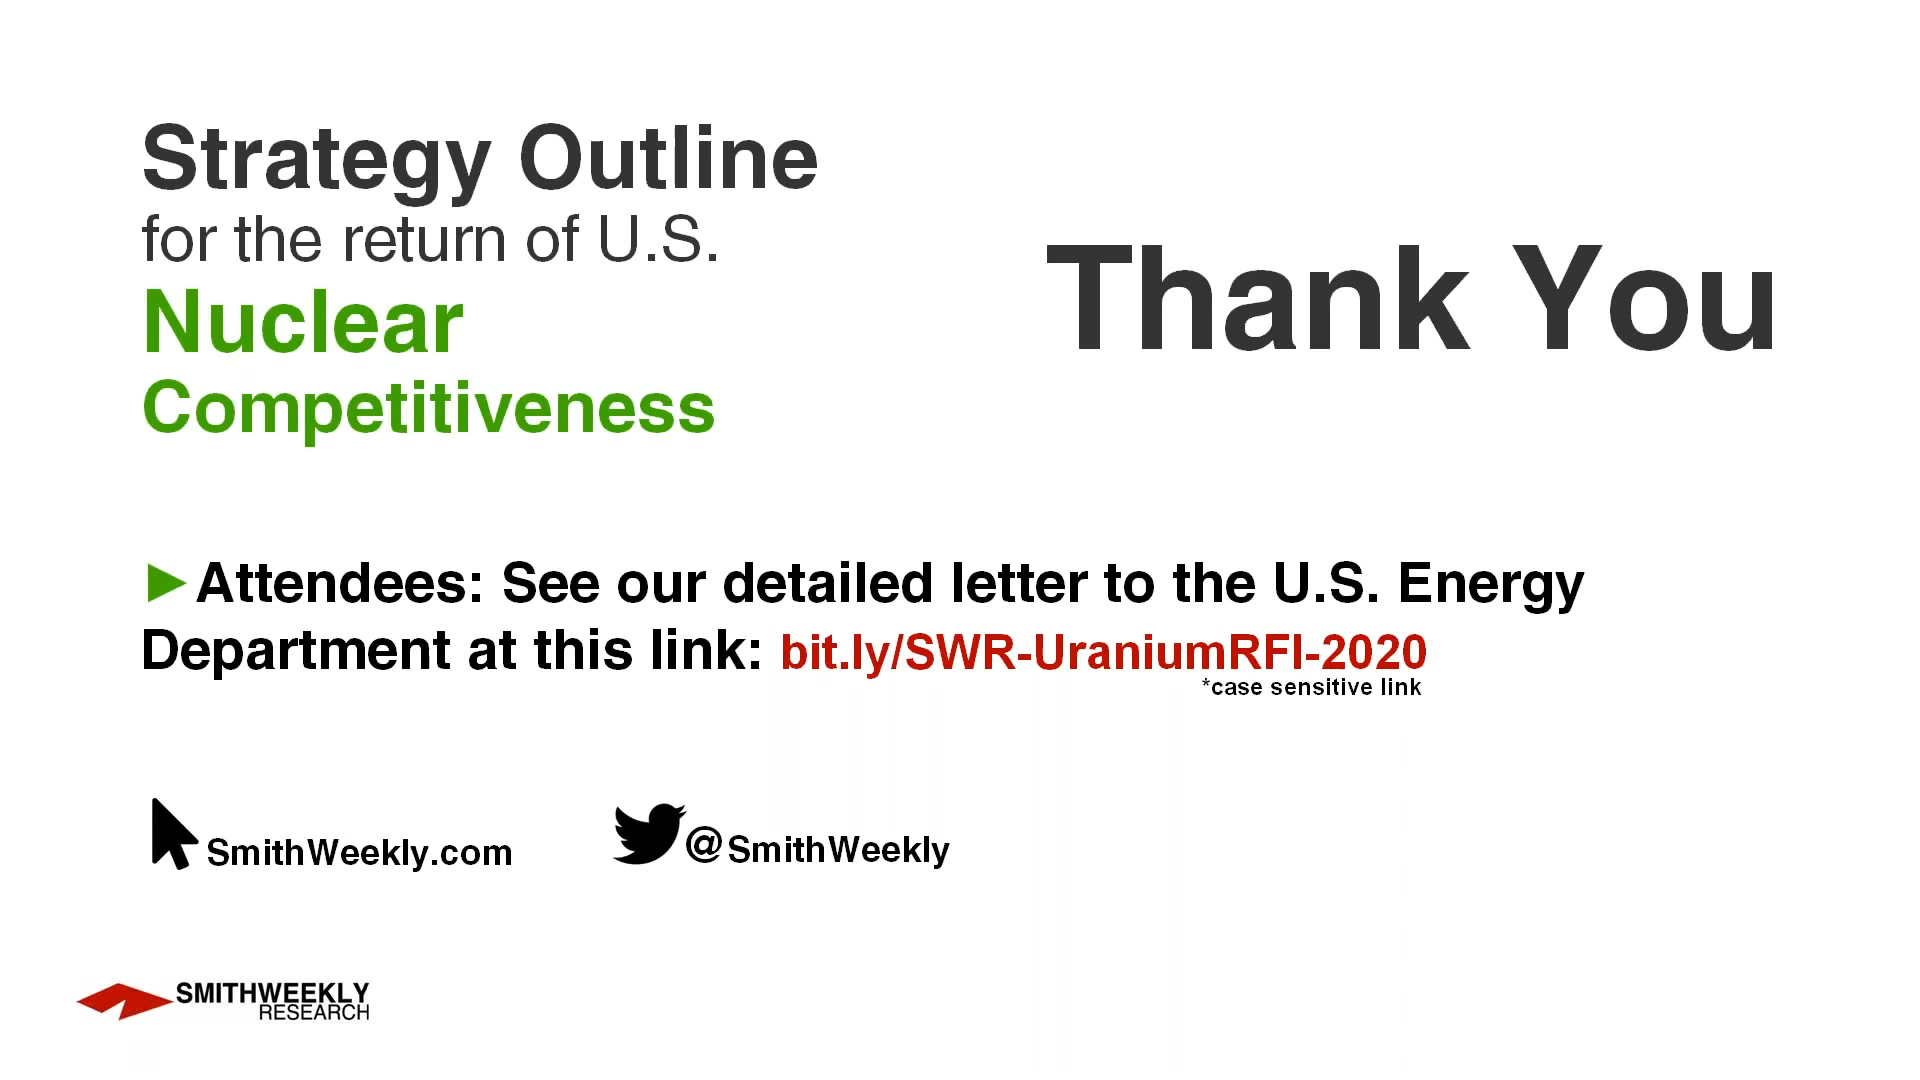 Strategy Outline
for the return of U.S.
Nuclear
Competitiveness
Thank You
►Attendees: See our detailed letter to the U.S. Energy
Department at this link: bit.ly/SWR-UraniumRFI-2020
*case sensitive link
SmithWeekly.com
@SmithWeekly
SMITHWEEKLY
RESEARCH